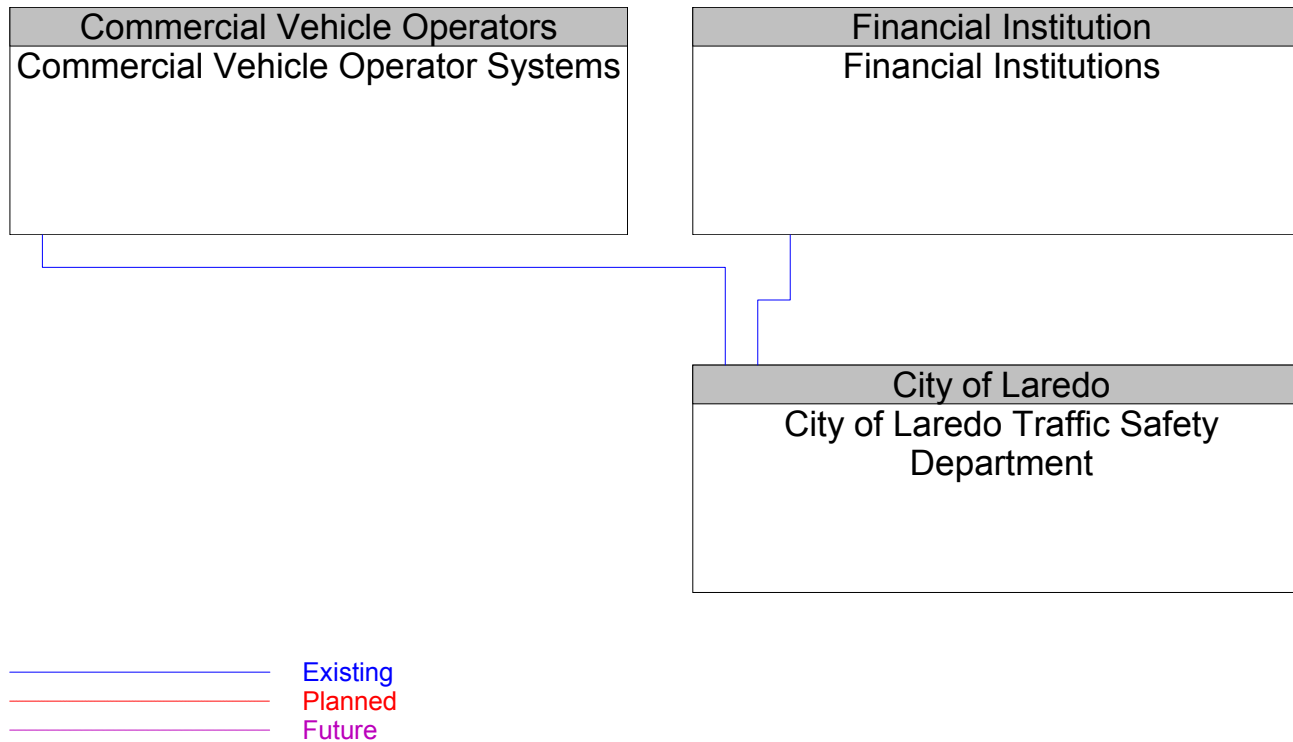 Commercial Vehicle Operators
Commercial Vehicle Operator Systems
Financial Institution
Financial Institutions
City of Laredo
City of Laredo Traffic Safety
Department
Existing
Planned
Future